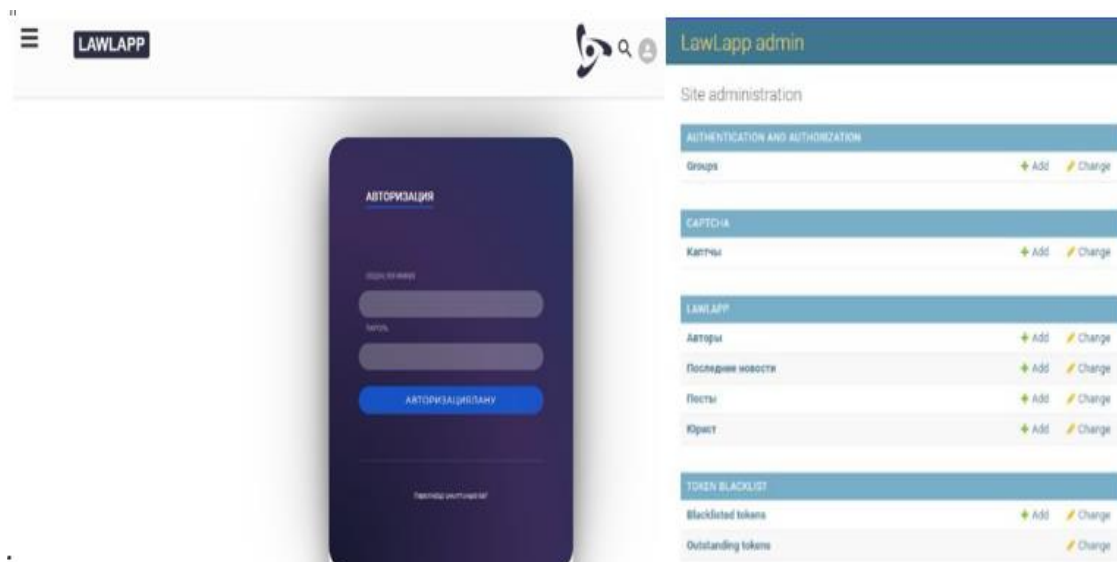 LAWLAPP
АВТОРИЗАЦИЯ
АВТОРИЗАЦИЯЛАНУ
LawLapp admin
Site administration
AUTHENTICATION AND AUTHORIZATION
Groups + Add Change
CAPTCHA
Каптчы + Add Change
LAWLAPP
Авторы + Add Change
Последние новости + Add Change
Посты + Add Change
Юрист + Add Change
TOKEN BLACKLIST
Blacklisted tokens + Add Change
Outstanding tokens Change